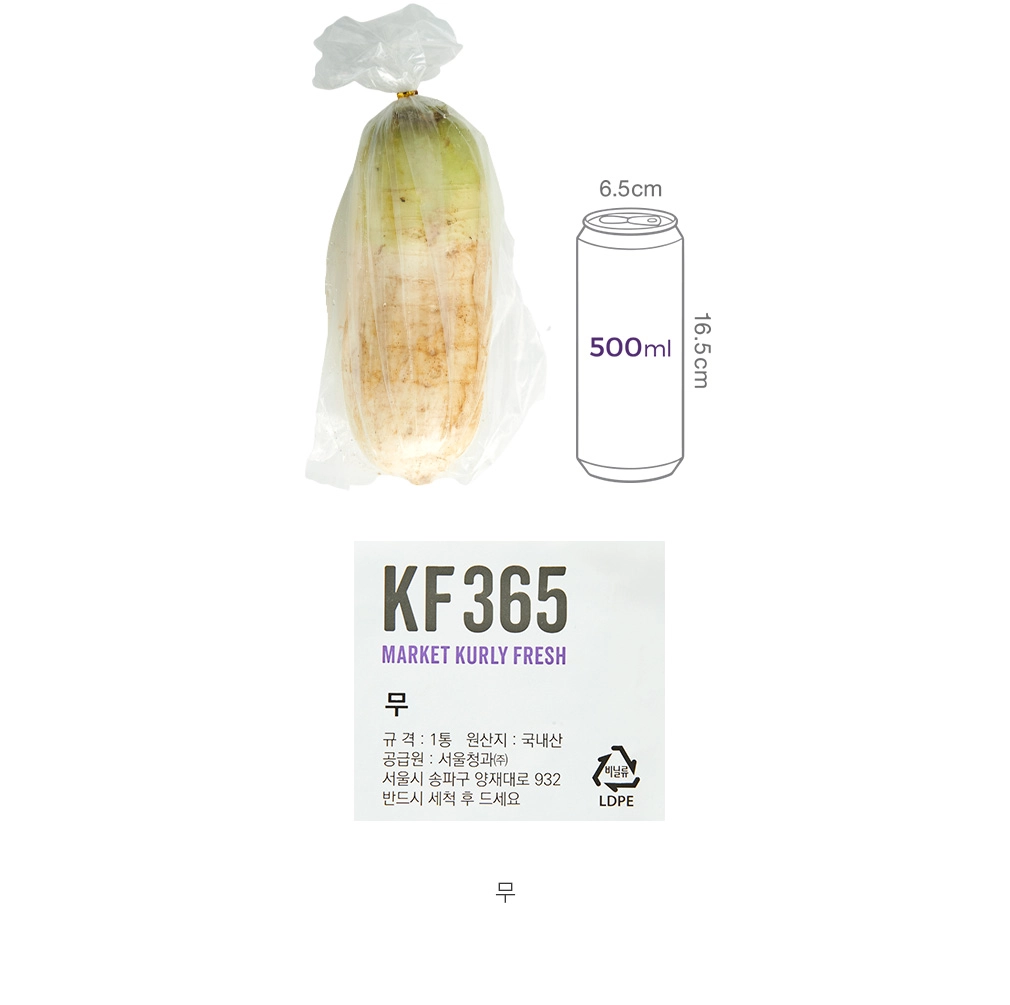 6.5cm
500ml
16.5cm
KF365
MARKET KURLY FRESH
무
규 격 : 1통 원산지 : 국내산
공급원 : 서울청과㈜
서울시 송파구 양재대로 932
반드시 세척 후 드세요
비닐류
LDPE
무